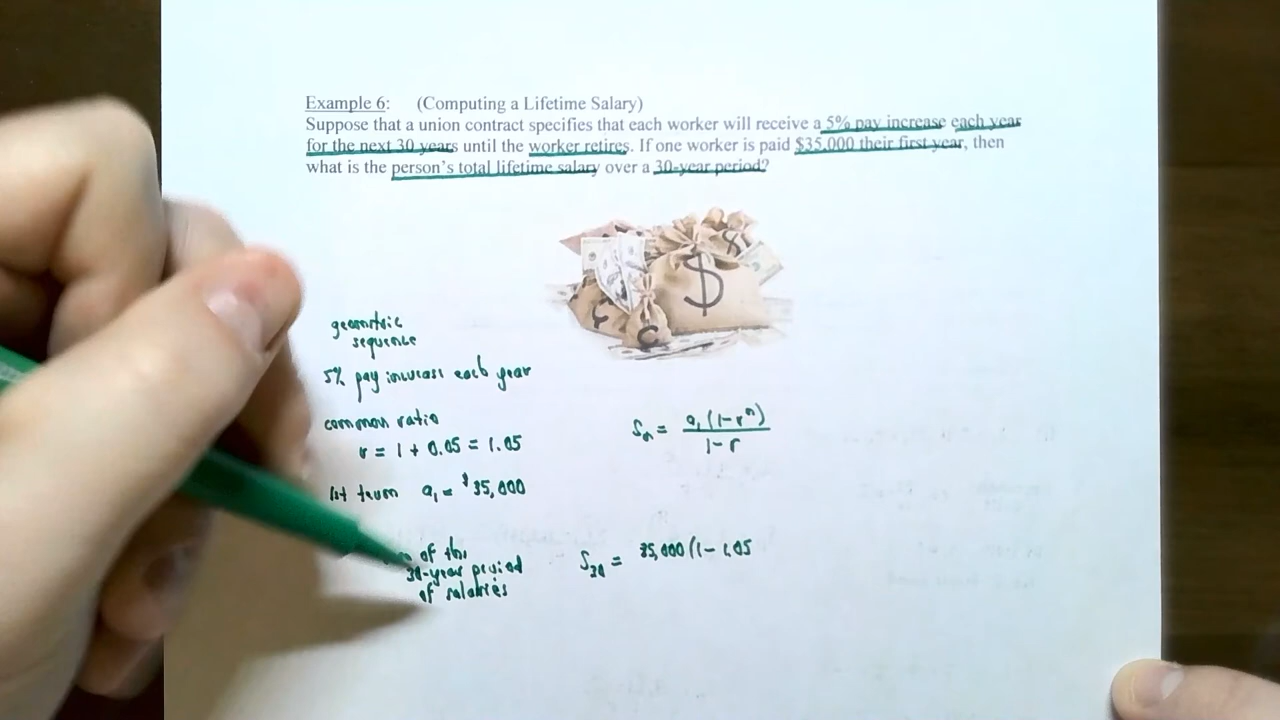 Example 6: (Computing a Lifetime Salary)
Suppose that a union contract specifies that each worker will receive a 5% pay increase each year
for the next 30 years until the worker retires. If one worker is paid $35,000 their first year, then
what is the person's total lifetime salary over a 30-year period?
$
geometric
sequence
5% pay increase each year
common ratio
r = 1 + 0.05 = 1.05
1st term a₁ = $35,000
Sₙ = a₁(1-rⁿ)
1-r
of the
30-year period
of salaries
S₃₀ = 35,000(1-1.05